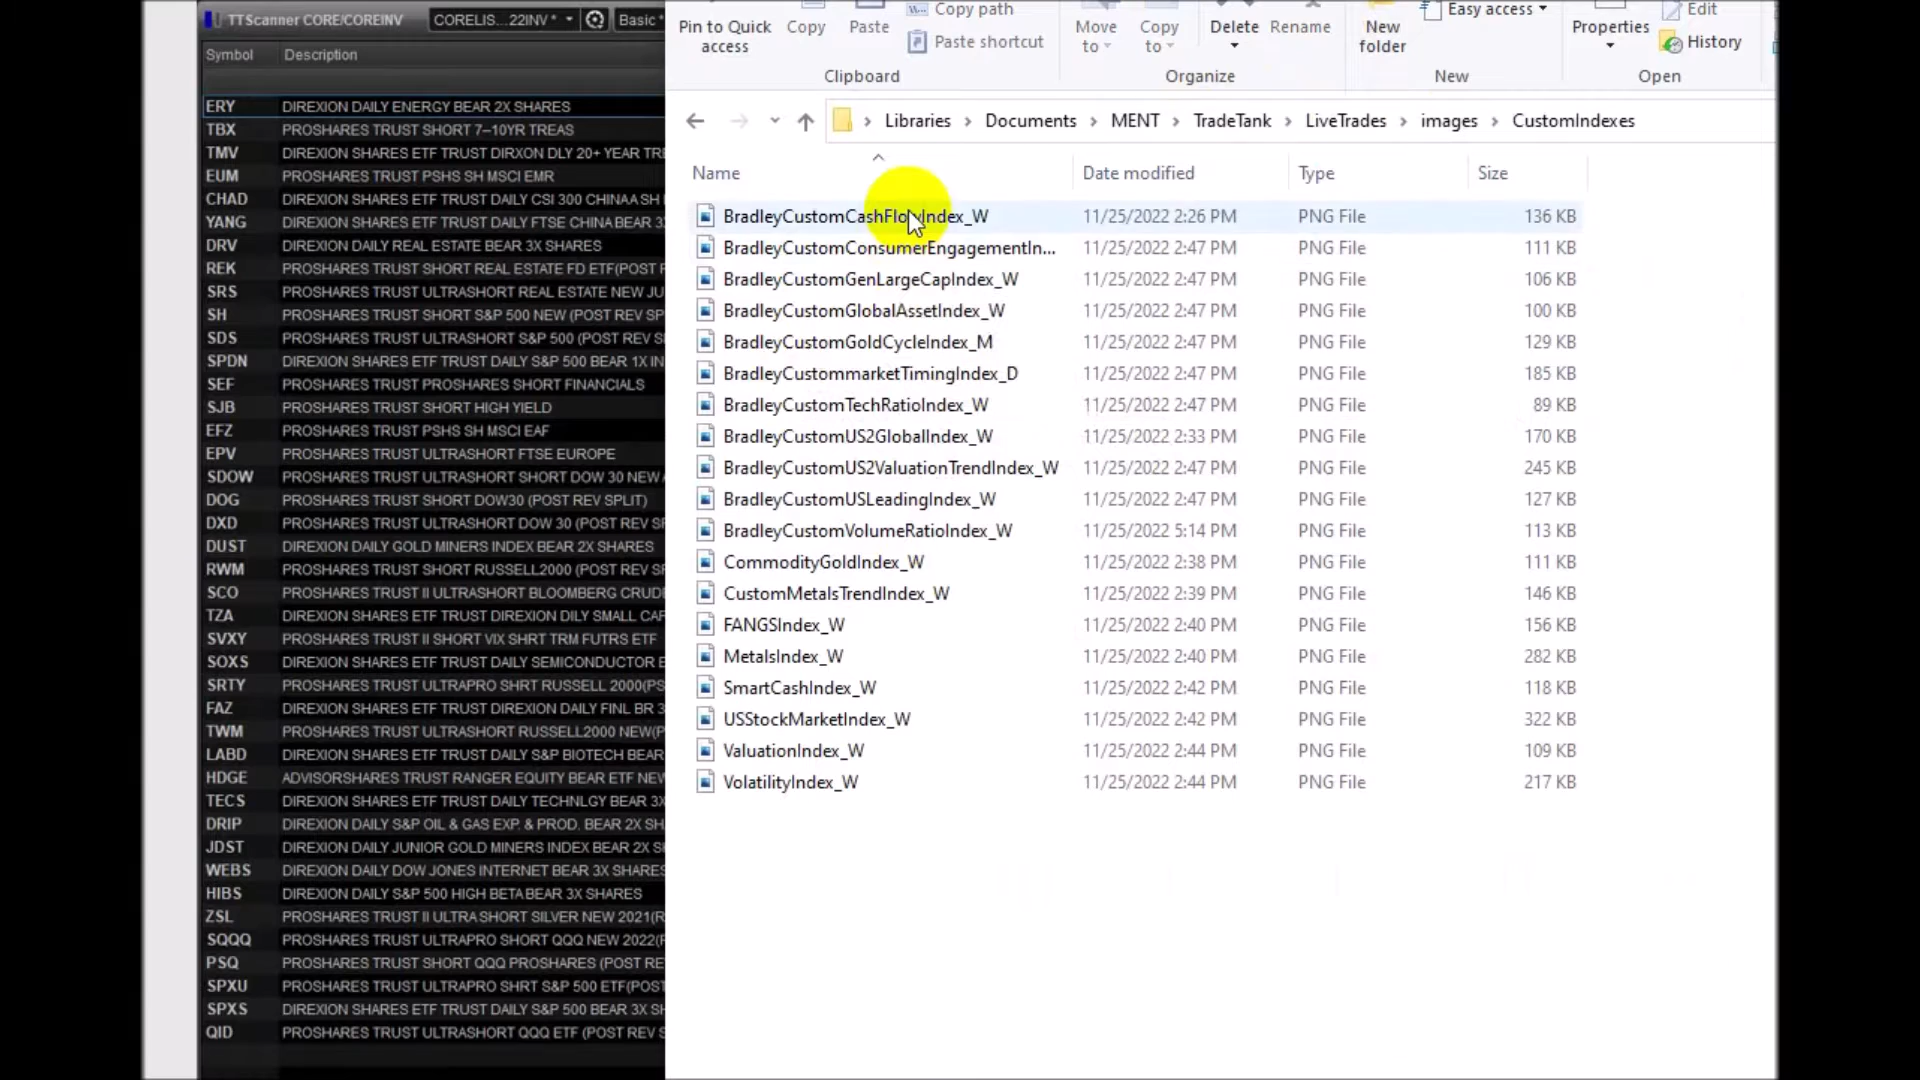 TTScanner CORE/COREINV CORELIS...22INV * Basic *
Symbol Description
ERY DIREXION DAILY ENERGY BEAR 2X SHARES
TBX PROSHARES TRUST SHORT 7–10YR TREAS
TMV DIREXION SHARES ETF TRUST DIRXON DLY 20+ YEAR TRE
EUM PROSHARES TRUST PSHS SH MSCI EMR
CHAD DIREXION SHARES ETF TRUST DAILY CSI 300 CHINAA SH
YANG DIREXION SHARES ETF TRUST DAILY FTSE CHINA BEAR 3
DRV DIREXION DAILY REAL ESTATE BEAR 3X SHARES
REK PROSHARES TRUST SHORT REAL ESTATE FD ETF(POST
SRS PROSHARES TRUST ULTRASHORT REAL ESTATE NEW JU
SH PROSHARES TRUST SHORT S&P 500 NEW (POST REV SP
SDS PROSHARES TRUST ULTRASHORT S&P 500 (POST REV S
SPDN DIREXION SHARES ETF TRUST DAILY S&P 500 BEAR 1X IN
SEF PROSHARES TRUST PROSHARES SHORT FINANCIALS
SJB PROSHARES TRUST SHORT HIGH YIELD
EFZ PROSHARES TRUST PSHS SH MSCI EAF
EPV PROSHARES TRUST ULTRASHORT FTSE EUROPE
SDOW PROSHARES TRUST ULTRASHORT SHORT DOW 30 NEW
DOG PROSHARES TRUST SHORT DOW30 (POST REV SPLIT)
DXD PROSHARES TRUST ULTRASHORT DOW 30 (POST REV SP
DUST DIREXION DAILY GOLD MINERS INDEX BEAR 2X SHARES
RWM PROSHARES TRUST SHORT RUSSELL2000 (POST REV SP
SCO PROSHARES TRUST II ULTRASHORT BLOOMBERG CRUDE
TZA DIREXION SHARES ETF TRUST DIREXION DILY SMALL CAP
SVXY PROSHARES TRUST II SHORT VIX SHRT TRM FUTRS ETF
SOXS DIREXION SHARES ETF TRUST DAILY SEMICONDUCTOR
SRTY PROSHARES TRUST ULTRAPRO SHRT RUSSELL 2000(PS
FAZ DIREXION SHARES ETF TRUST DIREXION DAILY FINL BR 3
TWM PROSHARES TRUST ULTRASHORT RUSSELL2000 NEW(P
LABD DIREXION SHARES ETF TRUST DAILY S&P BIOTECH BEAR
HDGE ADVISORSHARES TRUST RANGER EQUITY BEAR ETF NEW
TECS DIREXION SHARES ETF TRUST DAILY TECHNLGY BEAR 3X
DRIP DIREXION DAILY S&P OIL & GAS EXP. & PROD. BEAR 2X SH
JDST DIREXION DAILY JUNIOR GOLD MINERS INDEX BEAR 2X S
WEBS DIREXION DAILY DOW JONES INTERNET BEAR 3X SHARES
HIBS DIREXION DAILY S&P 500 HIGH BETA BEAR 3X SHARES
ZSL PROSHARES TRUST II ULTRA SHORT SILVER NEW 2021(R
SQQQ PROSHARES TRUST ULTRAPRO SHORT QQQ NEW 2022(
PSQ PROSHARES TRUST SHORT QQQ PROSHARES (POST RE
SPXU PROSHARES TRUST ULTRAPRO SHRT S&P 500 ETF(POST
SPXS DIREXION SHARES ETF TRUST DAILY S&P 500 BEAR 3X SH
QID PROSHARES TRUST ULTRASHORT QQQ ETF (POST REV S
Pin to Quick access Copy Paste Copy path Paste shortcut Move to Copy to Delete Rename New folder Easy access Properties Edit History
Clipboard Organize New Open
Libraries > Documents > MENT > TradeTank > LiveTrades > images > CustomIndexes
Name Date modified Type Size
BradleyCustomCashFlowIndex_W 11/25/2022 2:26 PM PNG File 136 KB
BradleyCustomConsumerEngagementIn... 11/25/2022 2:47 PM PNG File 111 KB
BradleyCustomGenLargeCapIndex_W 11/25/2022 2:47 PM PNG File 106 KB
BradleyCustomGlobalAssetIndex_W 11/25/2022 2:47 PM PNG File 100 KB
BradleyCustomGoldCycleIndex_M 11/25/2022 2:47 PM PNG File 129 KB
BradleyCustommarketTimingIndex_D 11/25/2022 2:47 PM PNG File 185 KB
BradleyCustomTechRatioIndex_W 11/25/2022 2:47 PM PNG File 89 KB
BradleyCustomUS2GlobalIndex_W 11/25/2022 2:33 PM PNG File 170 KB
BradleyCustomUS2ValuationTrendIndex_W 11/25/2022 2:47 PM PNG File 245 KB
BradleyCustomUSLeadingIndex_W 11/25/2022 2:47 PM PNG File 127 KB
BradleyCustomVolumeRatioIndex_W 11/25/2022 5:14 PM PNG File 113 KB
CommodityGoldIndex_W 11/25/2022 2:38 PM PNG File 111 KB
CustomMetalsTrendIndex_W 11/25/2022 2:39 PM PNG File 146 KB
FANGSIndex_W 11/25/2022 2:40 PM PNG File 156 KB
MetalsIndex_W 11/25/2022 2:40 PM PNG File 282 KB
SmartCashIndex_W 11/25/2022 2:42 PM PNG File 118 KB
USStockMarketIndex_W 11/25/2022 2:42 PM PNG File 322 KB
ValuationIndex_W 11/25/2022 2:44 PM PNG File 109 KB
VolatilityIndex_W 11/25/2022 2:44 PM PNG File 217 KB